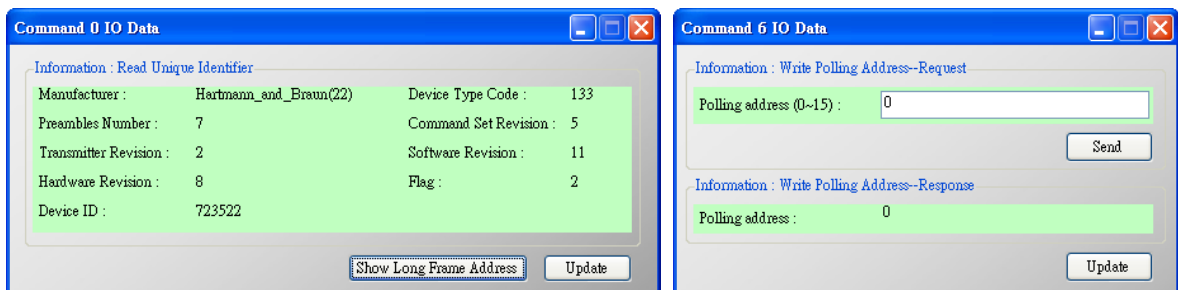 Command 0 IO Data
Information : Read Unique Identifier
Manufacturer : Hartmann_and_Braun(22) Device Type Code : 133
Preambles Number : 7 Command Set Revision : 5
Transmitter Revision : 2 Software Revision : 11
Hardware Revision : 8 Flag : 2
Device ID : 723522
Show Long Frame Address Update
Command 6 IO Data
Information : Write Polling Address--Request
Polling address (0~15) : 0
Send
Information : Write Polling Address--Response
Polling address : 0
Update